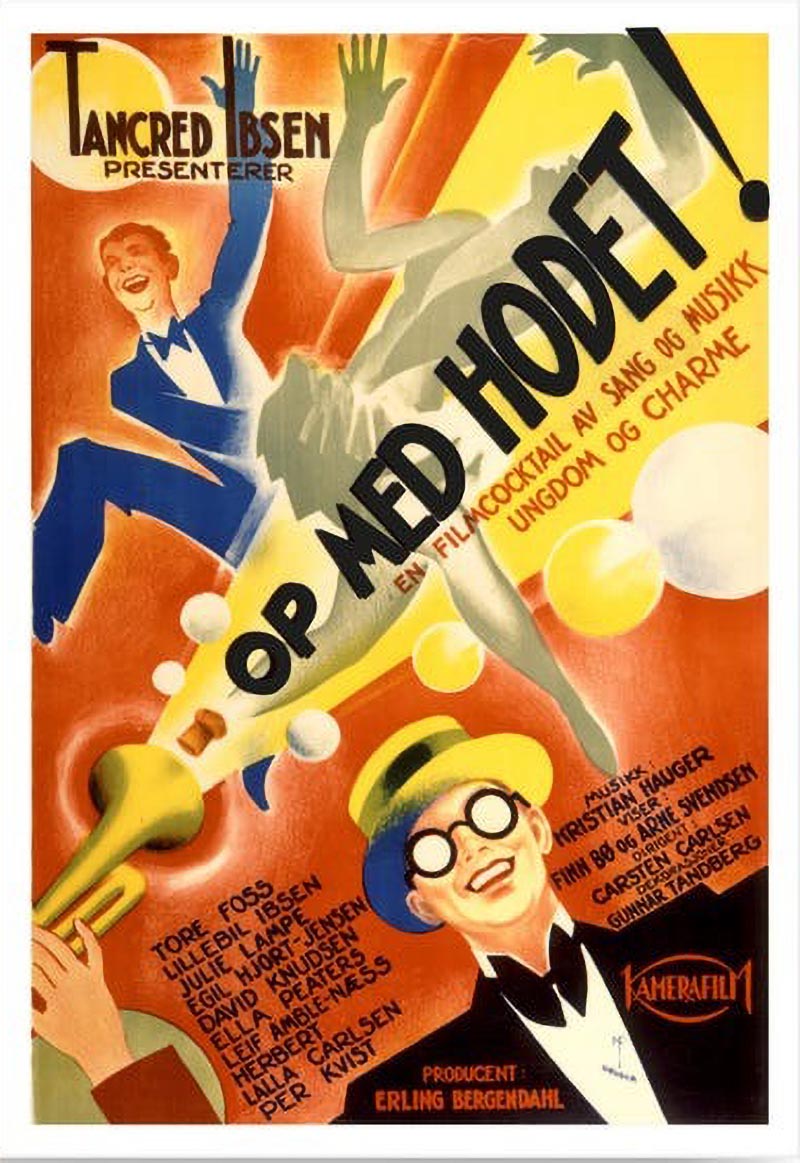 TANCRED IBSEN
PRESENTERER
OP MED HODET!
EN FILMCOCKTAIL AV SANG OG MUSIKK
UNGDOM OG CHARME
MUSIKK:
KRISTIAN HAUGER
VISER:
FINN BØ OG ARNE SVENDSEN
DIRIGENT:
CARSTEN CARLSEN
DEKORASJONER:
GUNNAR TANDBERG
TORE FOSS
LILLEBIL IBSEN
JULIE LAMPE
EGIL HJORT-JENSEN
DAVID KNUDSEN
ELLA PEATERS
LEIF AMBLE-NÆSS
HERBERT
LALLA CARLSEN
PER KVIST
KAMERAFILM
PRODUCENT:
ERLING BERGENDAHL